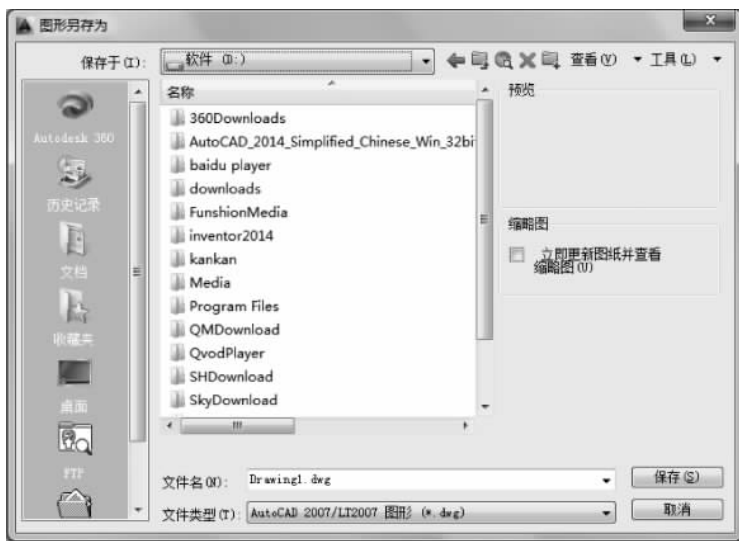 图形另存为
保存于(I):
软件 (D:)
查看(V)
工具(L)
Autodesk 360
历史记录
文档
收藏夹
桌面
FTP
名称
360Downloads
AutoCAD_2014_Simplified_Chinese_Win_32bi
baidu player
downloads
FunshionMedia
inventor2014
kankan
Media
Program Files
QMDownload
QvodPlayer
SHDownload
SkyDownload
预览
缩略图
立即更新图纸并查看
缩略图(U)
文件名(N):
Drawing1.dwg
保存(S)
文件类型(T):
AutoCAD 2007/LT2007 图形 (*.dwg)
取消